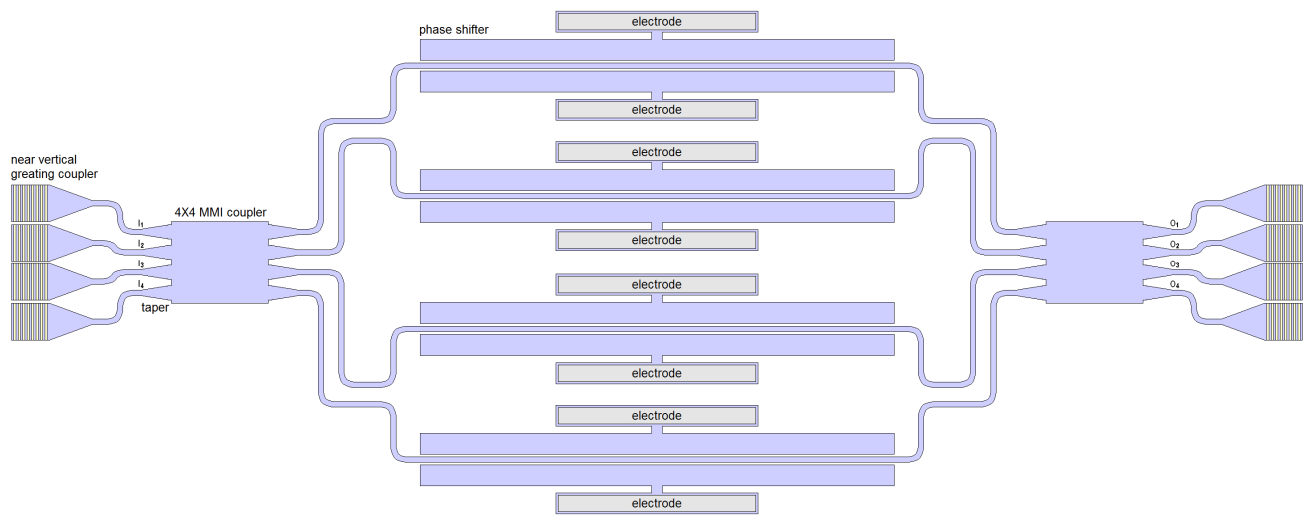 electrode
phase shifter
electrode
electrode
near vertical
greating coupler
4X4 MMI coupler
I1
I2
I3
I4
taper
O1
O2
O3
O4
electrode
electrode
electrode
electrode
electrode